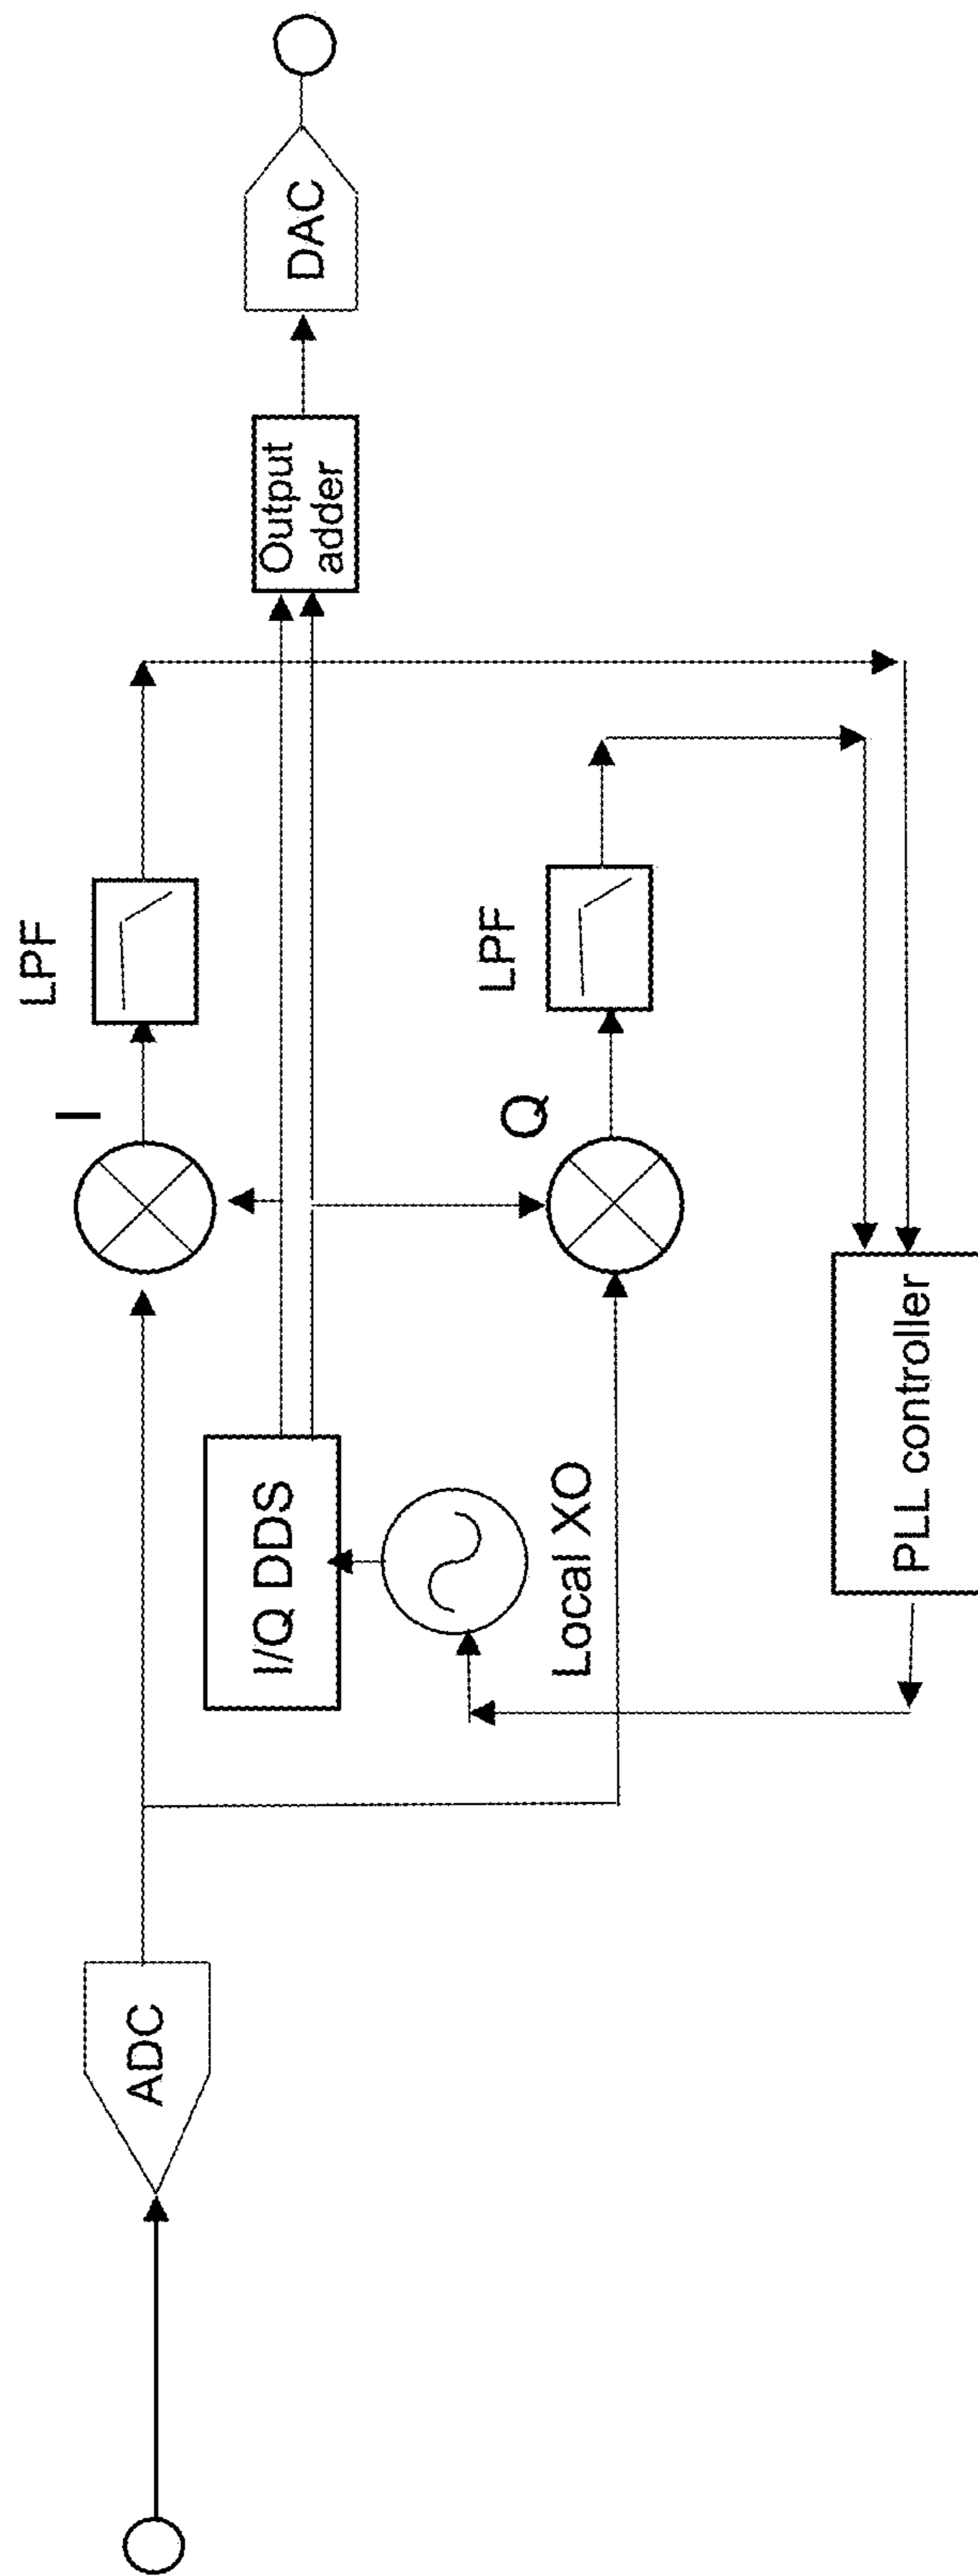 LPF
I
ADC
I/Q DDS
Output
adder
DAC
LPF
Q
Local XO
PLL controller